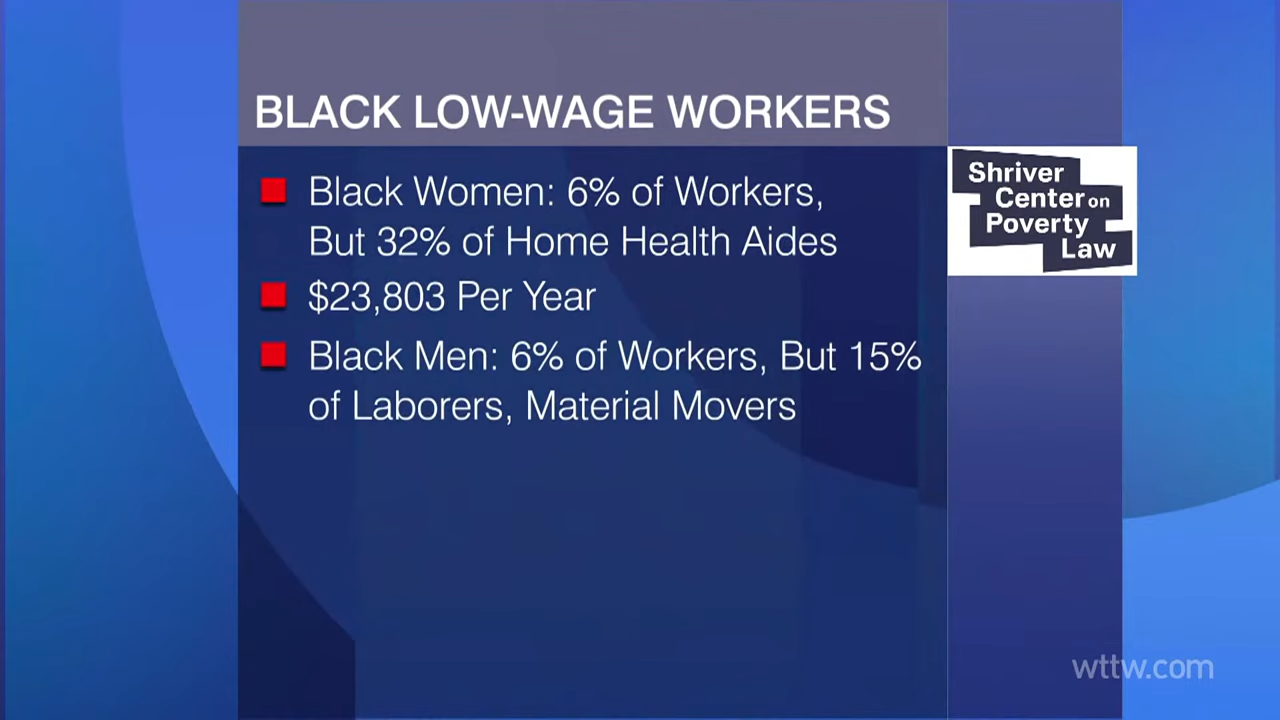 BLACK LOW-WAGE WORKERS
Black Women: 6% of Workers,
But 32% of Home Health Aides
$23,803 Per Year
Black Men: 6% of Workers, But 15%
of Laborers, Material Movers
Shriver
Center on
Poverty
Law
wttw.com